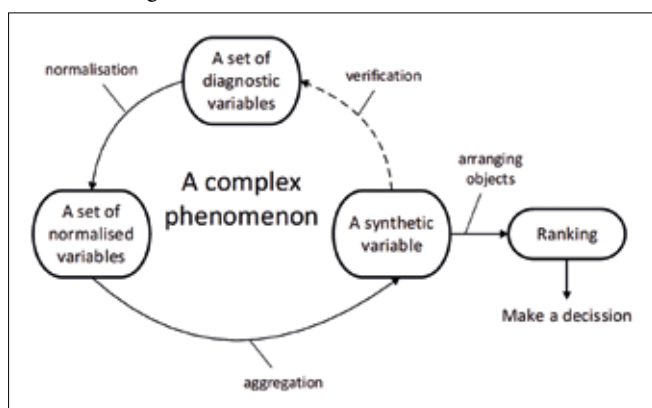 A set of
diagnostic
variables
normalisation
verification
A complex
phenomenon
arranging
objects
A set of
normalised
variables
A synthetic
variable
Ranking
Make a decission
aggregation